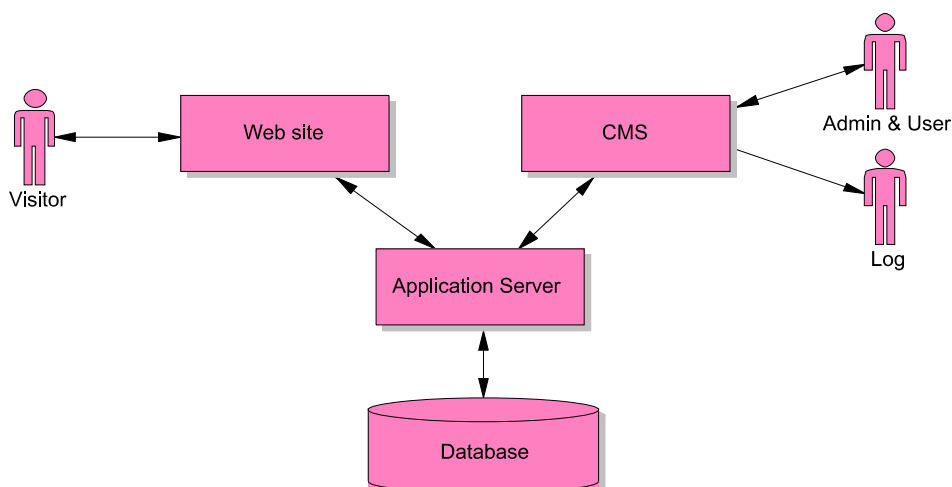 Admin & User
Web site
CMS
Visitor
Log
Application Server
Database